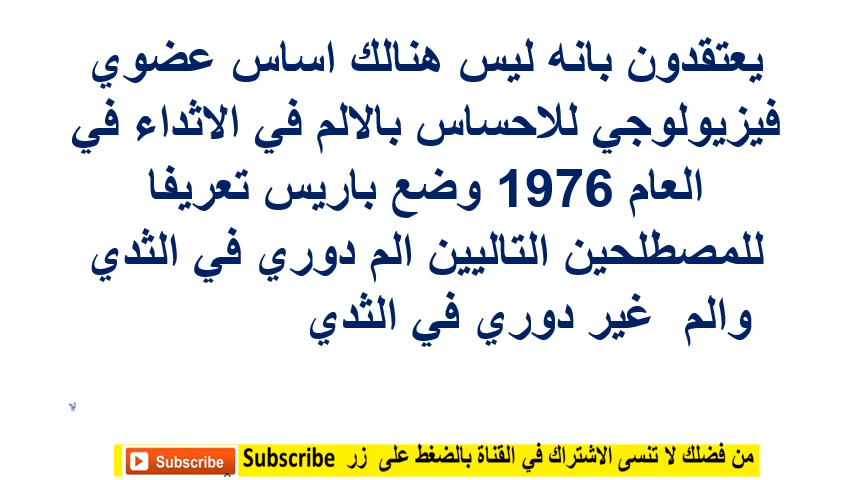 يعتقدون بانه ليس هنالك اساس عضوي
فيزيولوجي للاحساس بالالم في الاثداء في
العام 1976 وضع باريس تعريفا
للمصطلحين التاليين الم دوري في الثدي
والم غير دوري في الثدي
من فضلك لا تنسى الاشتراك في القناة بالضغط على زر Subscribe Subscribe